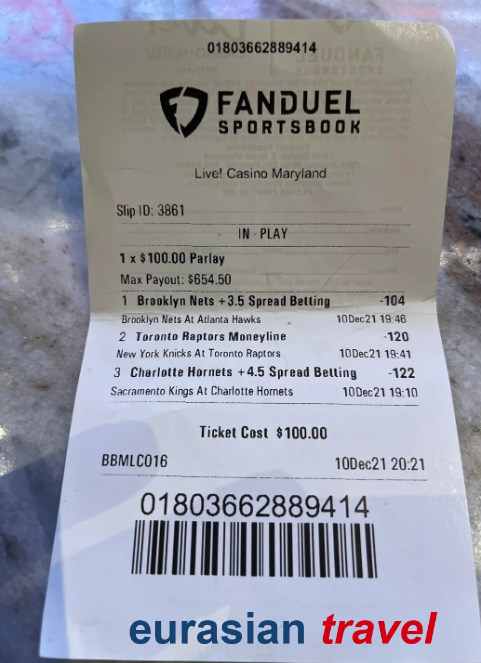 01803662889414
FANDUEL
SPORTSBOOK
Live! Casino Maryland
Slip ID: 3861
IN-PLAY
1 x $100.00 Parlay
Max Payout: $654.50
1 Brooklyn Nets +3.5 Spread Betting -104
Brooklyn Nets At Atlanta Hawks 10Dec21 19:46
2 Toronto Raptors Moneyline -120
New York Knicks At Toronto Raptors 10Dec21 19:41
3 Charlotte Hornets +4.5 Spread Betting -122
Sacramento Kings At Charlotte Hornets 10Dec21 19:10
Ticket Cost $100.00
BBMLC016 10Dec21 20:21
01803662889414
eurasian travel